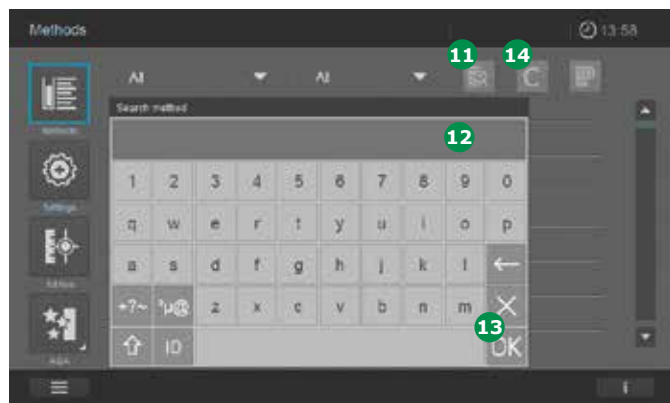 Methods 13:58
11 14
All All C
Search method
12
Methods
1 2 3 4 5 6 7 8 9 0
q w e r t y u i o p
Settings
a s d f g h j k l ←
+?~ °µ@ z x c v b n m X
13
⇧ OK
i